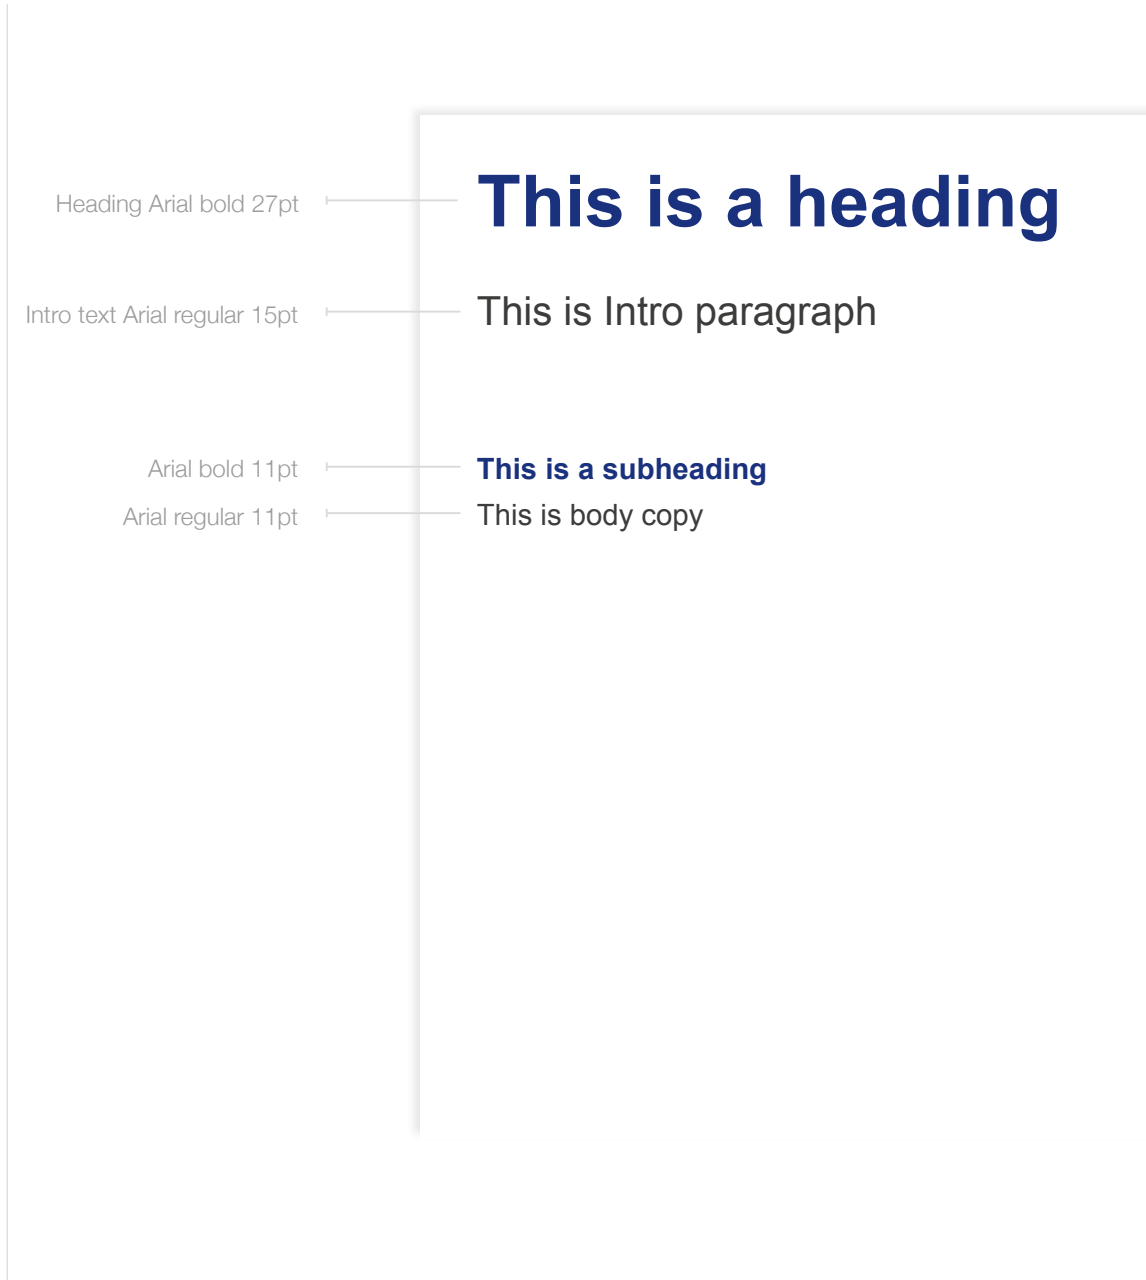 Heading Arial bold 27pt
This is a heading
Intro text Arial regular 15pt
This is Intro paragraph
Arial bold 11pt
This is a subheading
Arial regular 11pt
This is body copy